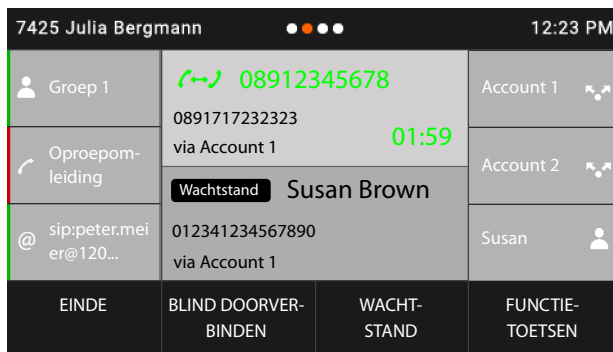 7425 Julia Bergmann
12:23 PM
Groep 1
Oproepom-
leiding
@ sip:peter.mei
er@120...
08912345678
0891717232323
via Account 1
01:59
Wachtstand Susan Brown
012341234567890
via Account 1
Account 1
Account 2
Susan
EINDE
BLIND DOORVER-
BINDEN
WACHT-
STAND
FUNCTIE-
TOETSEN